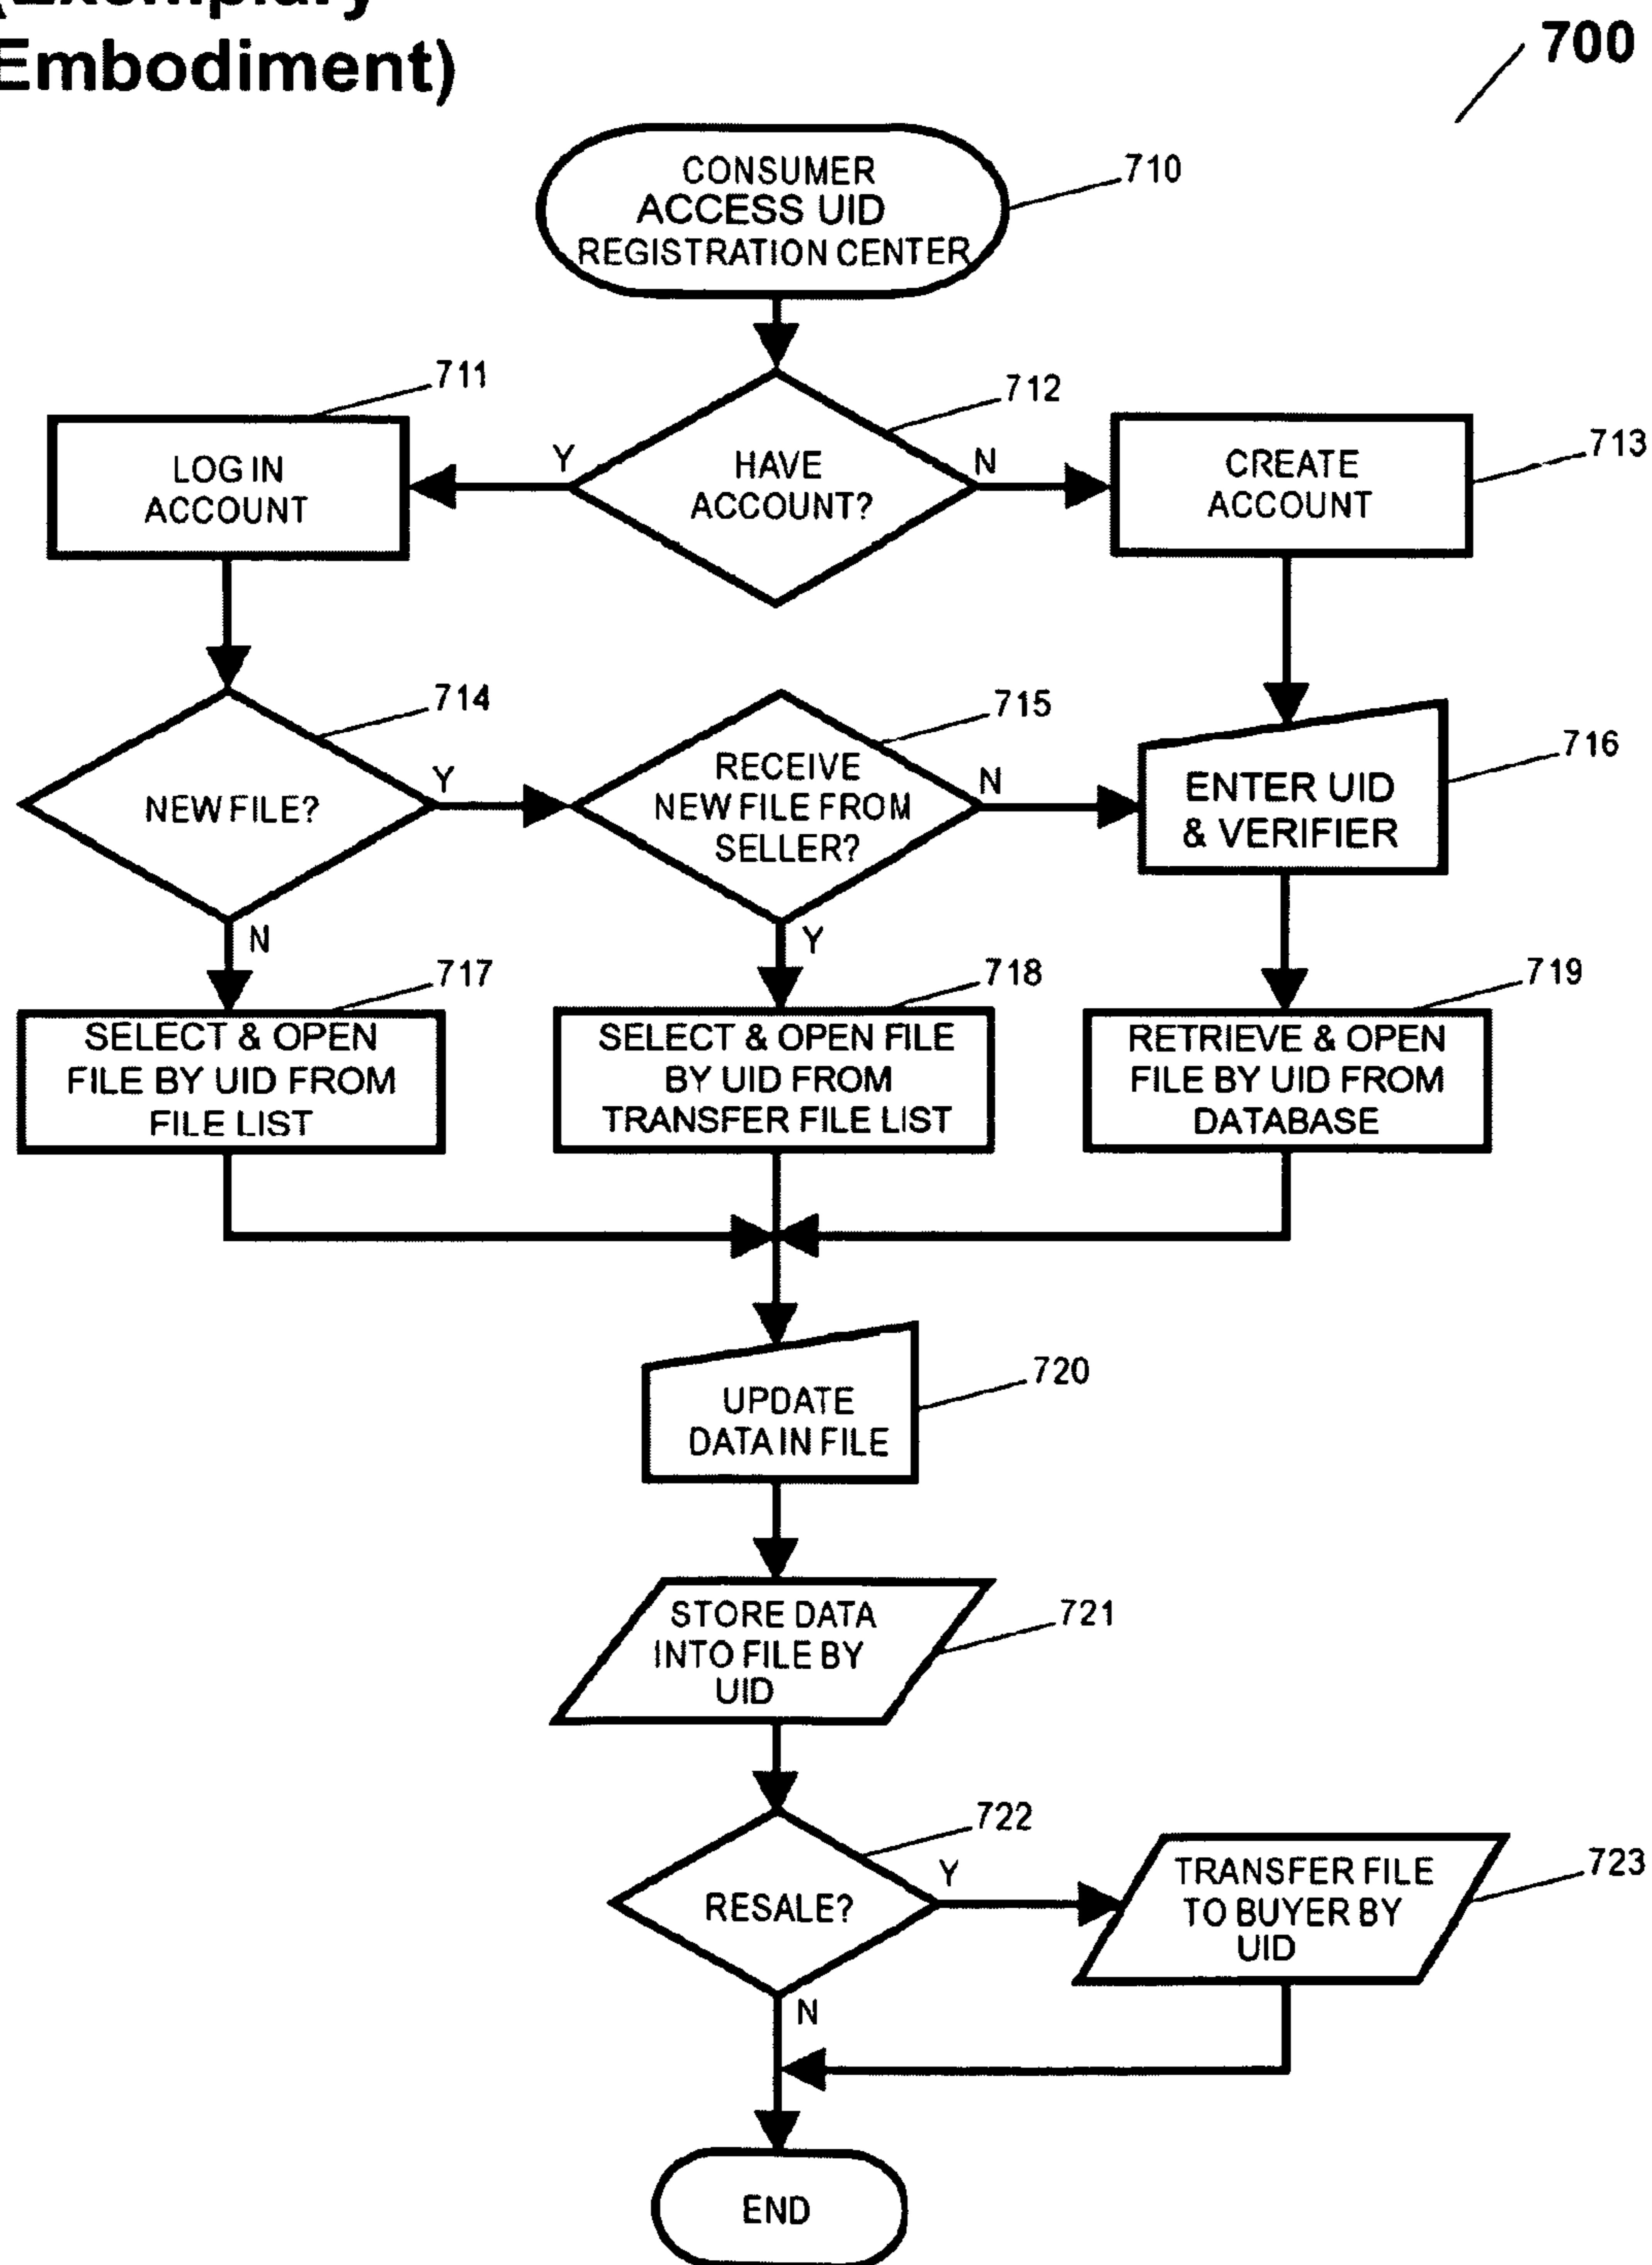 Embodiment)
700
CONSUMER
ACCESS UID
REGISTRATION CENTER
710
711
712
LOG IN
ACCOUNT
Y
HAVE
ACCOUNT?
N
CREATE
ACCOUNT
713
714
715
716
NEW FILE?
Y
RECEIVE
NEW FILE FROM
SELLER?
N
ENTER UID
& VERIFIER
N
Y
717
718
719
SELECT & OPEN
FILE BY UID FROM
FILE LIST
SELECT & OPEN FILE
BY UID FROM
TRANSFER FILE LIST
RETRIEVE & OPEN
FILE BY UID FROM
DATABASE
UPDATE
DATA IN FILE
720
STORE DATA
INTO FILE BY
UID
721
722
RESALE?
Y
TRANSFER FILE
TO BUYER BY
UID
723
N
END